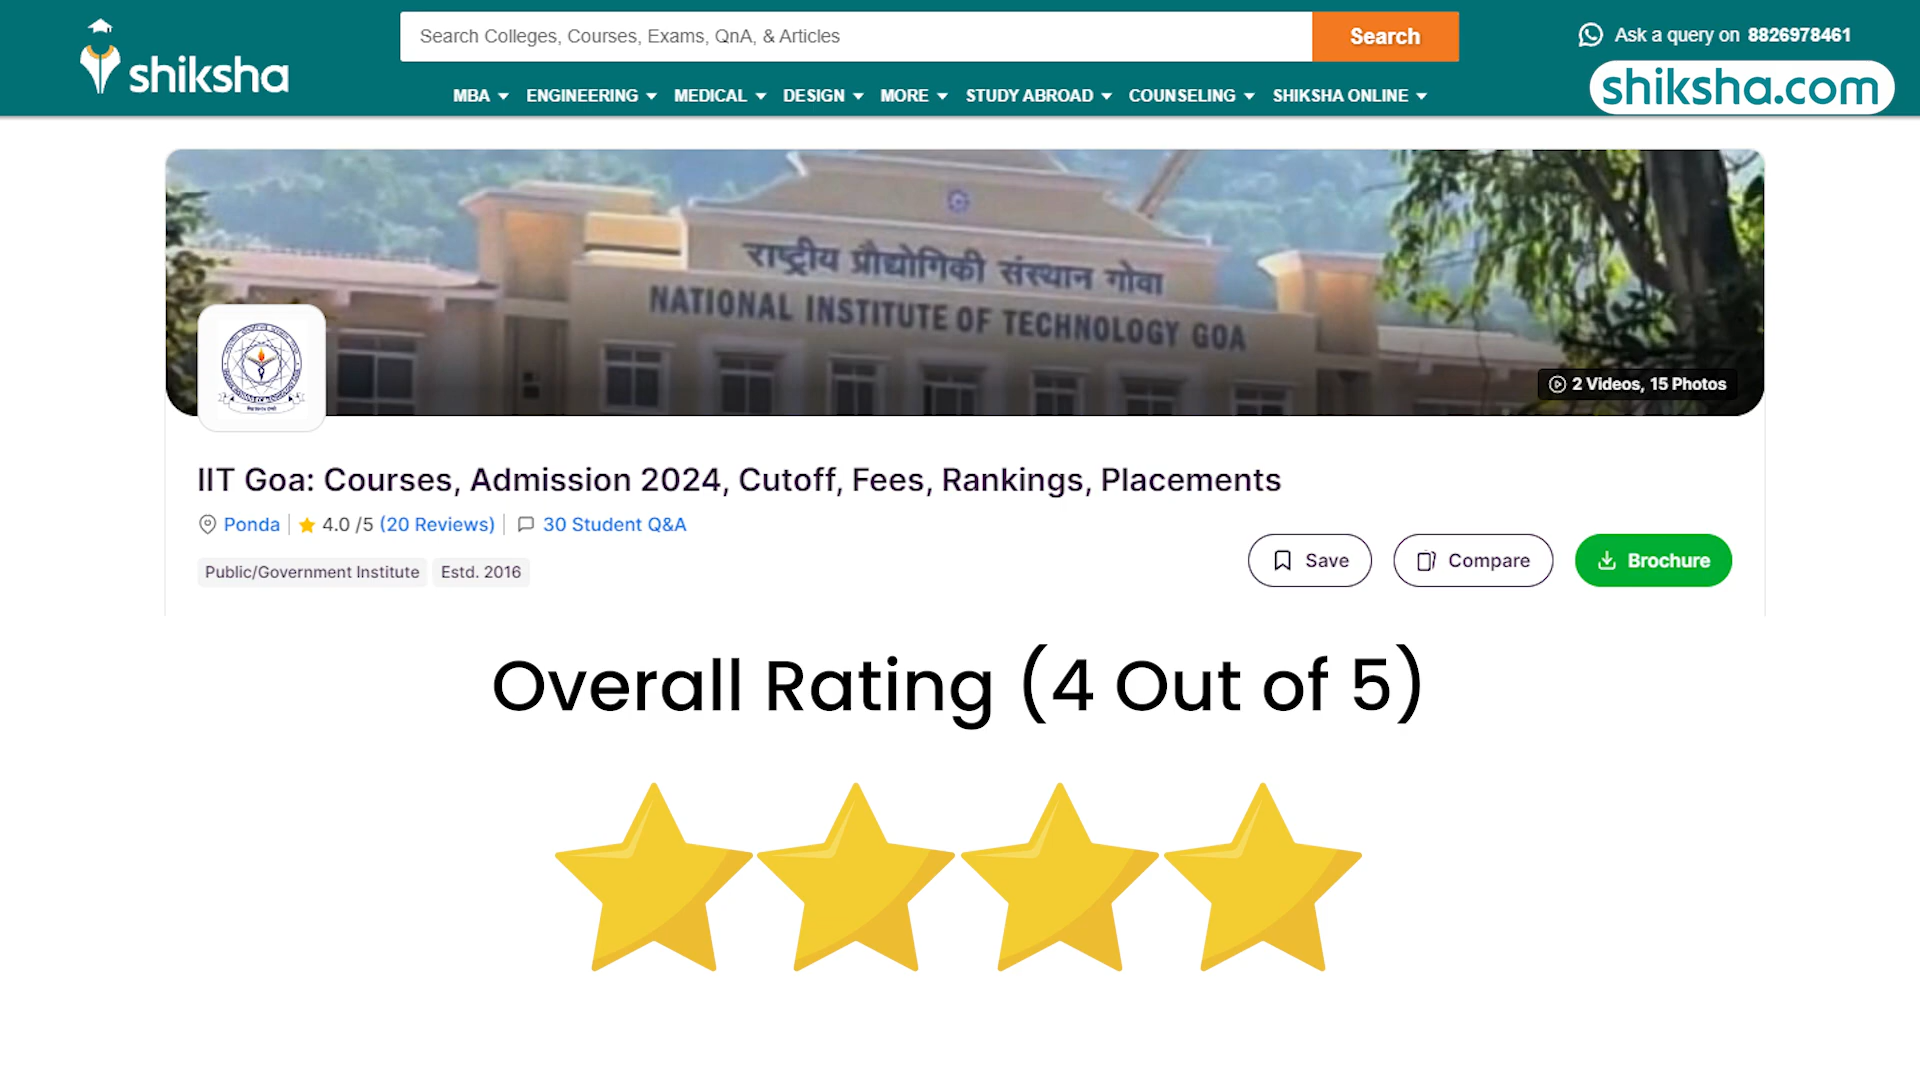 shiksha
Search Colleges, Courses, Exams, QnA, & Articles
Search
Ask a query on 8826978461
shiksha.com
MBA
ENGINEERING
MEDICAL
DESIGN
MORE
STUDY ABROAD
COUNSELING
SHIKSHA ONLINE
राष्ट्रीय प्रौद्योगिकी संस्थान गोवा
NATIONAL INSTITUTE OF TECHNOLOGY GOA
2 Videos, 15 Photos
IIT Goa: Courses, Admission 2024, Cutoff, Fees, Rankings, Placements
Ponda
4.0 /5 (20 Reviews)
30 Student Q&A
Public/Government Institute
Estd. 2016
Save
Compare
Brochure
Overall Rating (4 Out of 5)